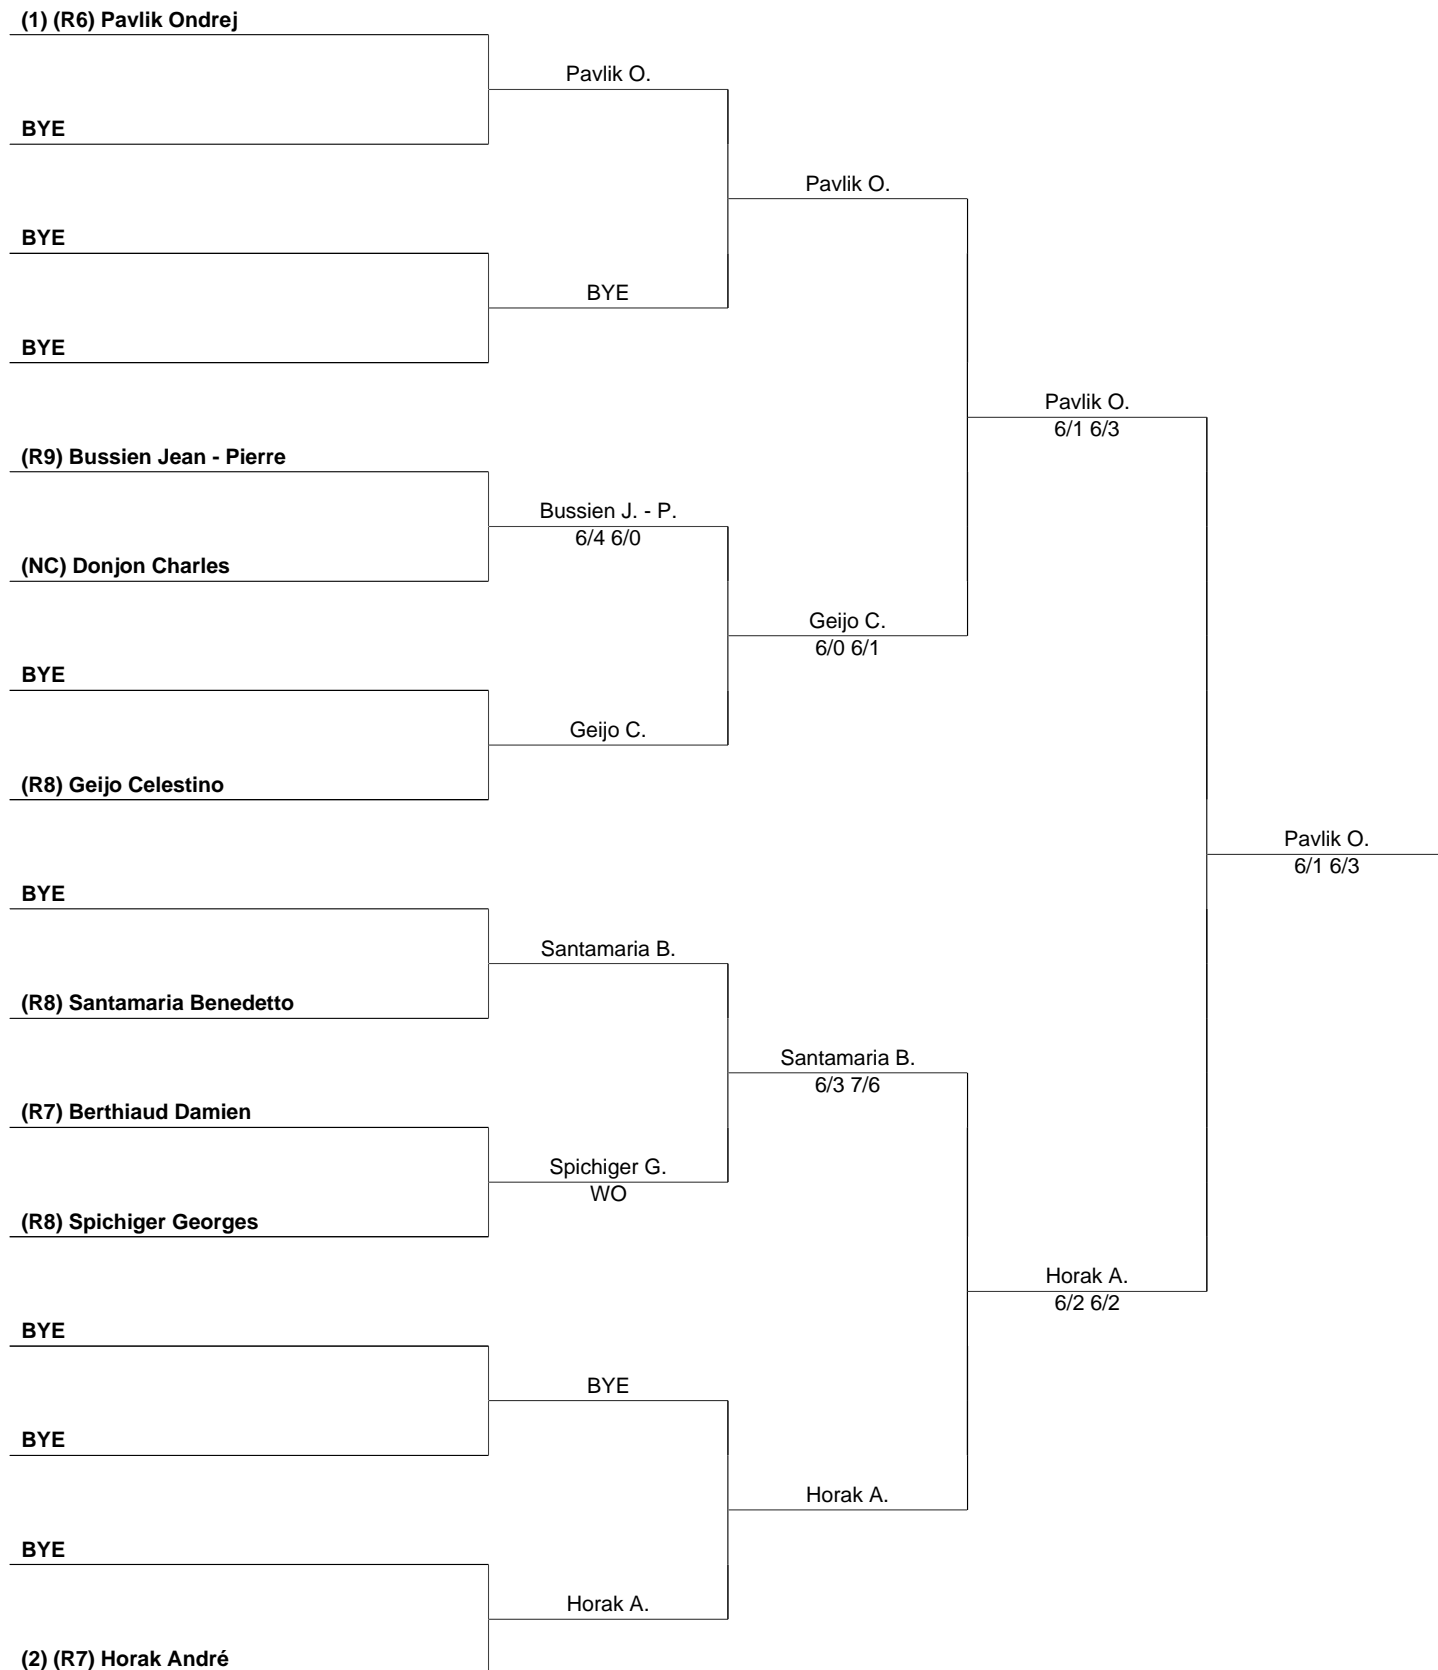 (1) (R6) Pavlik Ondrej
Pavlik O.
BYE
Pavlik O.
BYE
BYE
BYE
Pavlik O.
6/1 6/3
(R9) Bussien Jean - Pierre
Bussien J. - P.
6/4 6/0
(NC) Donjon Charles
Geijo C.
6/0 6/1
BYE
Geijo C.
(R8) Geijo Celestino
Pavlik O.
6/1 6/3
BYE
Santamaria B.
(R8) Santamaria Benedetto
Santamaria B.
6/3 7/6
(R7) Berthiaud Damien
Spichiger G.
WO
(R8) Spichiger Georges
Horak A.
6/2 6/2
BYE
BYE
BYE
Horak A.
BYE
Horak A.
(2) (R7) Horak André